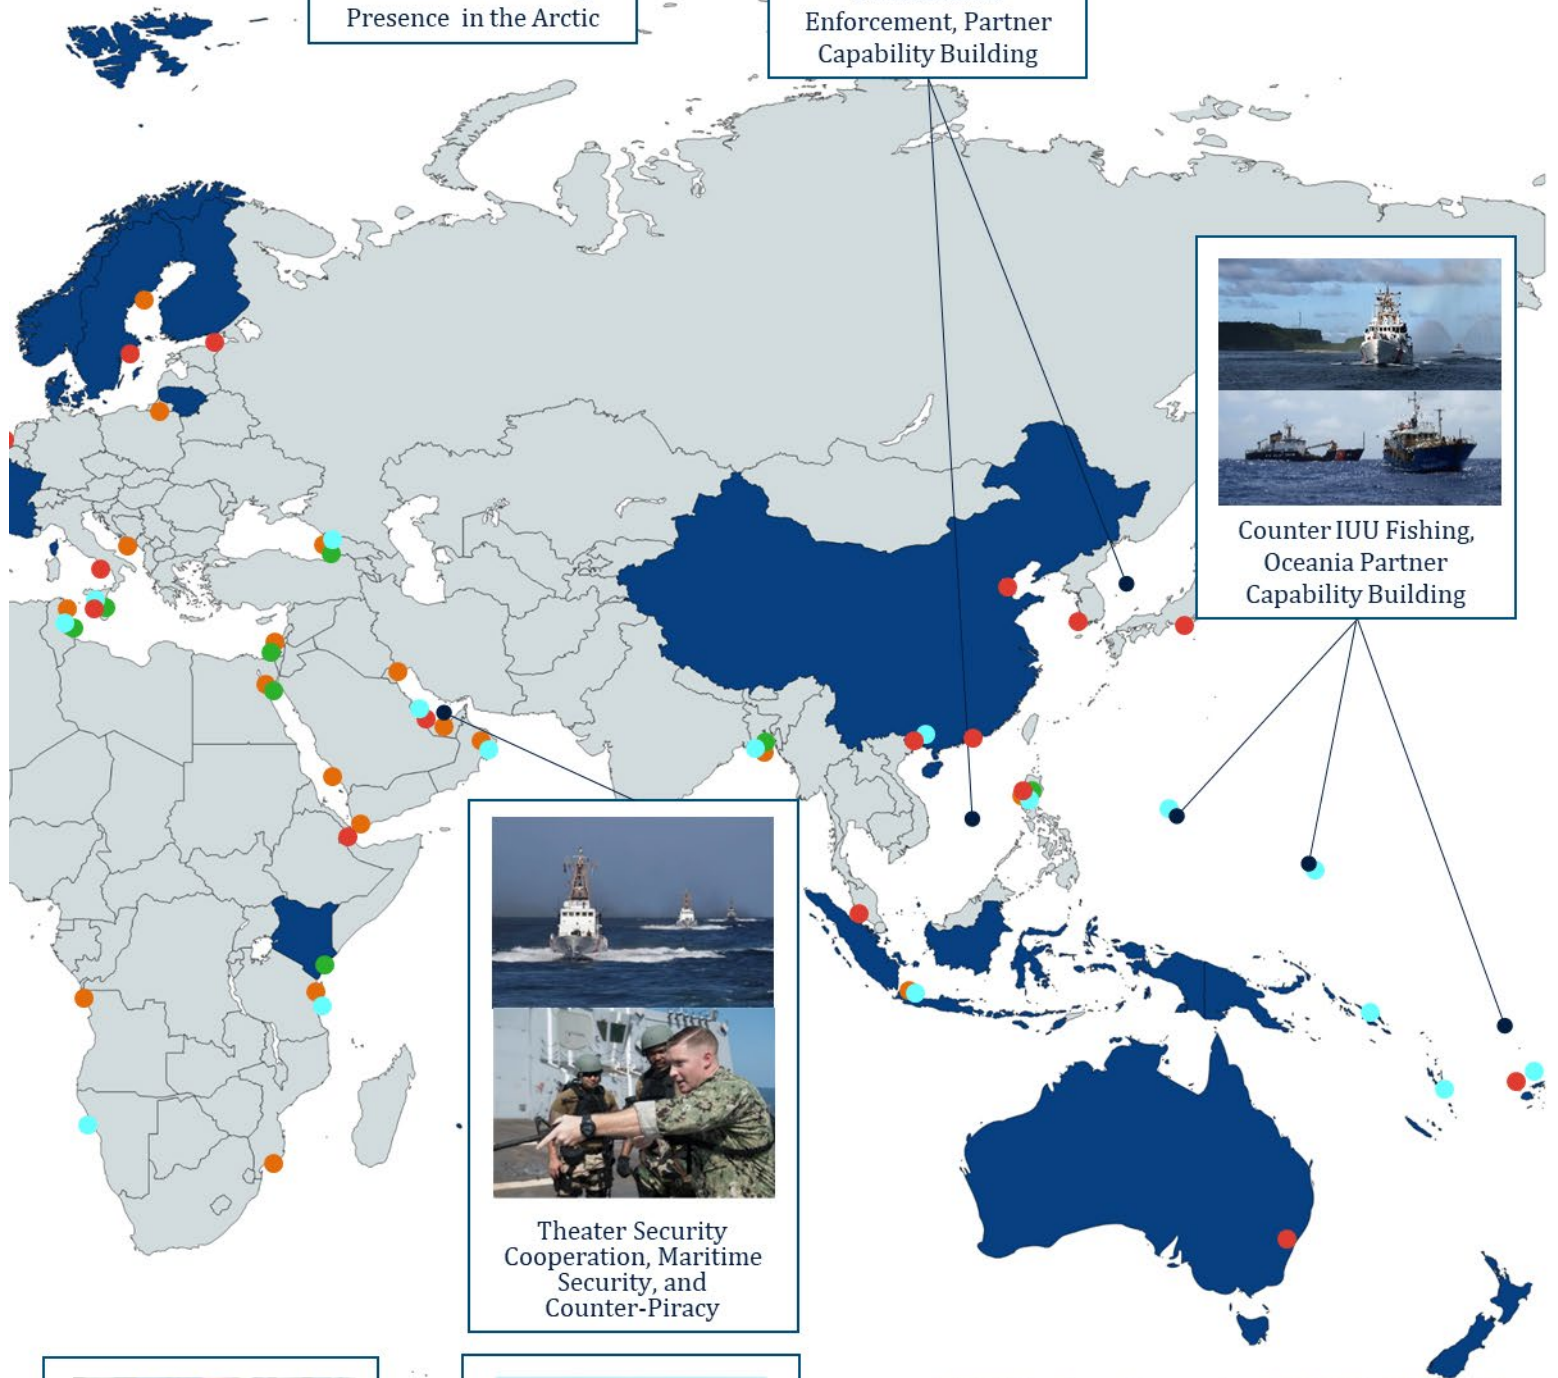 Presence in the Arctic
Enforcement, Partner
Capability Building
Counter IUU Fishing,
Oceania Partner
Capability Building
Theater Security
Cooperation, Maritime
Security, and
Counter-Piracy